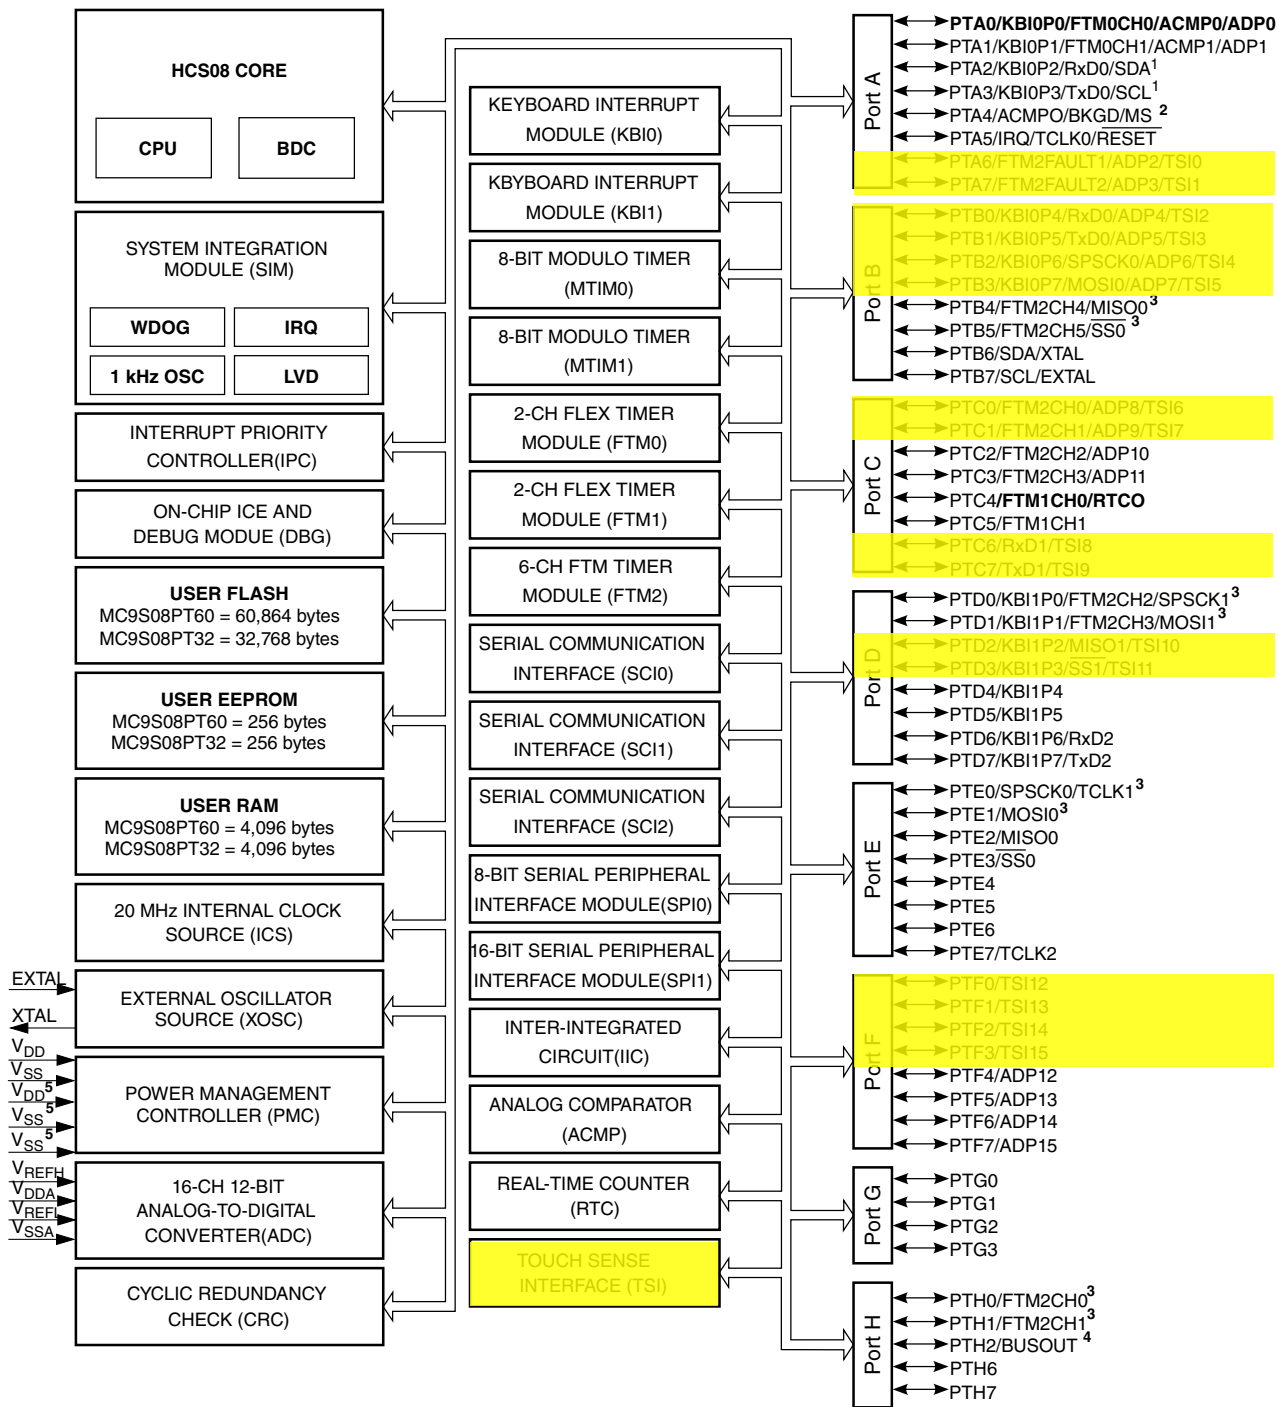 HCS08 CORE
CPU
BDC
SYSTEM INTEGRATION
MODULE (SIM)
WDOG
IRQ
1 kHz OSC
LVD
INTERRUPT PRIORITY
CONTROLLER(IPC)
ON-CHIP ICE AND
DEBUG MODUE (DBG)
USER FLASH
MC9S08PT60 = 60,864 bytes
MC9S08PT32 = 32,768 bytes
USER EEPROM
MC9S08PT60 = 256 bytes
MC9S08PT32 = 256 bytes
USER RAM
MC9S08PT60 = 4,096 bytes
MC9S08PT32 = 4,096 bytes
20 MHz INTERNAL CLOCK
SOURCE (ICS)
EXTAL
XTAL
EXTERNAL OSCILLATOR
SOURCE (XOSC)
VDD
VSS
VDD5
VSS5
VSS5
POWER MANAGEMENT
CONTROLLER (PMC)
VREFH
VDDA
VREFL
VSSA
16-CH 12-BIT
ANALOG-TO-DIGITAL
CONVERTER(ADC)
CYCLIC REDUNDANCY
CHECK (CRC)
KEYBOARD INTERRUPT
MODULE (KBI0)
KBYBOARD INTERRUPT
MODULE (KBI1)
8-BIT MODULO TIMER
(MTIM0)
8-BIT MODULO TIMER
(MTIM1)
2-CH FLEX TIMER
MODULE (FTM0)
2-CH FLEX TIMER
MODULE (FTM1)
6-CH FTM TIMER
MODULE (FTM2)
SERIAL COMMUNICATION
INTERFACE (SCI0)
SERIAL COMMUNICATION
INTERFACE (SCI1)
SERIAL COMMUNICATION
INTERFACE (SCI2)
8-BIT SERIAL PERIPHERAL
INTERFACE MODULE(SPI0)
16-BIT SERIAL PERIPHERAL
INTERFACE MODULE(SPI1)
INTER-INTEGRATED
CIRCUIT(IIC)
ANALOG COMPARATOR
(ACMP)
REAL-TIME COUNTER
(RTC)
TOUCH SENSE
INTERFACE (TSI)
Port A
PTA0/KBI0P0/FTM0CH0/ACMP0/ADP0
PTA1/KBI0P1/FTM0CH1/ACMP1/ADP1
PTA2/KBI0P2/RxD0/SDA1
PTA3/KBI0P3/TxD0/SCL1
PTA4/ACMPO/BKGD/MS 2
PTA5/IRQ/TCLK0/RESET
PTA6/FTM2FAULT1/ADP2/TSI0
PTA7/FTM2FAULT2/ADP3/TSI1
Port B
PTB0/KBI0P4/RxD0/ADP4/TSI2
PTB1/KBI0P5/TxD0/ADP5/TSI3
PTB2/KBI0P6/SPSCK0/ADP6/TSI4
PTB3/KBI0P7/MOSI0/ADP7/TSI5
PTB4/FTM2CH4/MISO0 3
PTB5/FTM2CH5/SS0 3
PTB6/SDA/XTAL
PTB7/SCL/EXTAL
Port C
PTC0/FTM2CH0/ADP8/TSI6
PTC1/FTM2CH1/ADP9/TSI7
PTC2/FTM2CH2/ADP10
PTC3/FTM2CH3/ADP11
PTC4/FTM1CH0/RTCO
PTC5/FTM1CH1
PTC6/RxD1/TSI8
PTC7/TxD1/TSI9
Port D
PTD0/KBI1P0/FTM2CH2/SPSCK1 3
PTD1/KBI1P1/FTM2CH3/MOSI1 3
PTD2/KBI1P2/MISO1/TSI10
PTD3/KBI1P3/SS1/TSI11
PTD4/KBI1P4
PTD5/KBI1P5
PTD6/KBI1P6/RxD2
PTD7/KBI1P7/TxD2
Port E
PTE0/SPSCK0/TCLK1 3
PTE1/MOSI0 3
PTE2/MISO0
PTE3/SS0
PTE4
PTE5
PTE6
PTE7/TCLK2
Port F
PTF0/TSI12
PTF1/TSI13
PTF2/TSI14
PTF3/TSI15
PTF4/ADP12
PTF5/ADP13
PTF6/ADP14
PTF7/ADP15
Port G
PTG0
PTG1
PTG2
PTG3
Port H
PTH0/FTM2CH0 3
PTH1/FTM2CH1 3
PTH2/BUSOUT 4
PTH6
PTH7